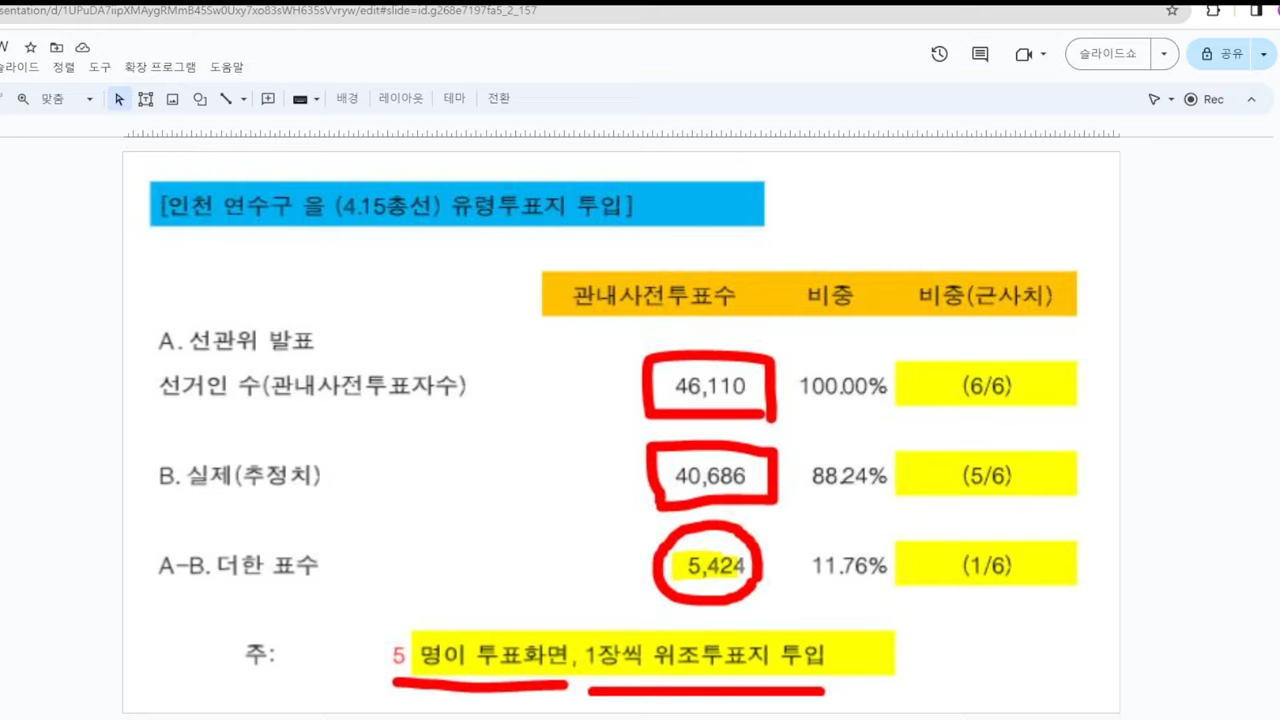 sentation/d/1UPuDA7iipXMAygRMmB45Sw0Uxy7xo83sWH635sVvryw/edit#slide=id.g268e7197fa5_2_157
슬라이드 정렬 도구 확장 프로그램 도움말
슬라이드쇼
공유
맞춤 배경 레이아웃 테마 전환 Rec
[인천 연수구 을 (4.15총선) 유령투표지 투입]
관내사전투표수 비중 비중(근사치)
A. 선관위 발표
선거인 수(관내사전투표자수) 46,110 100.00% (6/6)
B. 실제(추정치) 40,686 88.24% (5/6)
A-B. 더한 표수 5,424 11.76% (1/6)
주: 5 명이 투표화면, 1장씩 위조투표지 투입